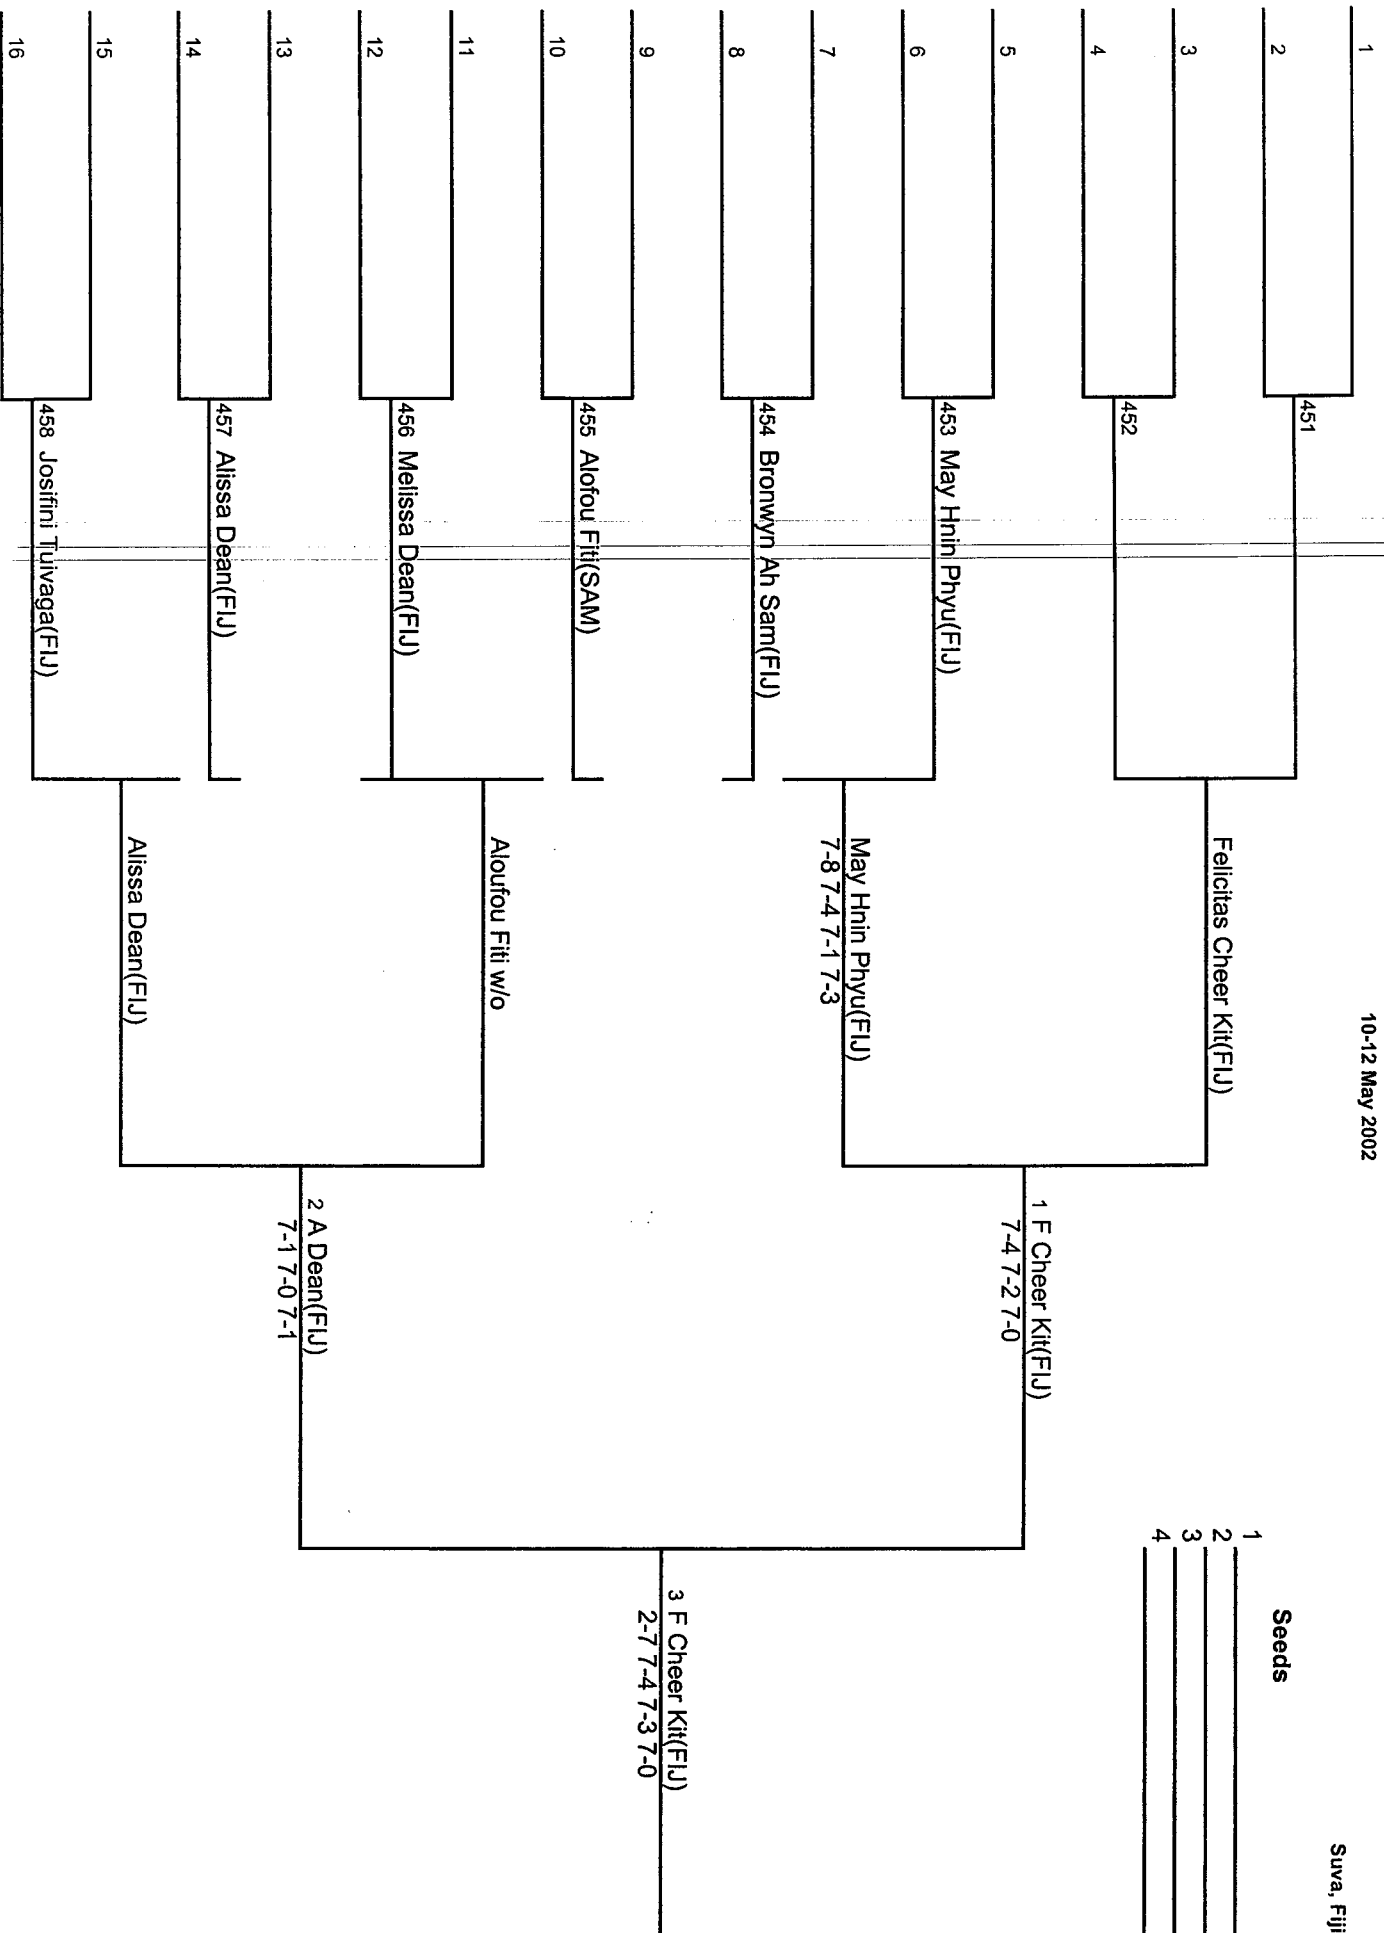 10-12 May 2002
Suva, Fiji
Seeds
1
2
3
4
1
2
3
4
5
6
7
8
9
10
11
12
13
14
15
16
451
452
453 May Hnin Phyu(FIJ)
454 Bronwyn Ah Sam(FIJ)
455 Alofou Fiti(SAM)
456 Melissa Dean(FIJ)
457 Alissa Dean(FIJ)
458 Josifini Tuivaga(FIJ)
Felicitas Cheer Kit(FIJ)
May Hnin Phyu(FIJ)
7-8 7-4 7-1 7-3
Aloufou Fiti w/o
Alissa Dean(FIJ)
1 F Cheer Kit(FIJ)
7-4 7-2 7-0
2 A Dean(FIJ)
7-1 7-0 7-1
3 F Cheer Kit(FIJ)
2-7 7-4 7-3 7-0